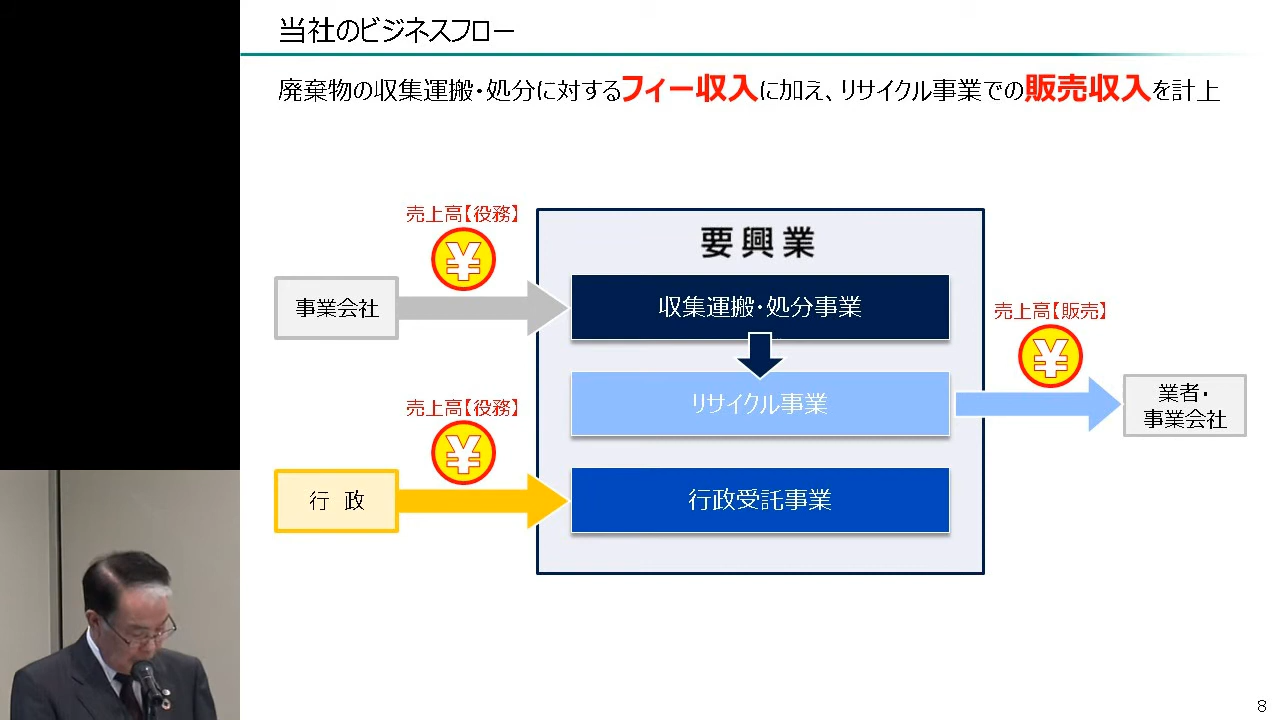 当社のビジネスフロー
廃棄物の収集運搬・処分に対するフィー収入に加え、リサイクル事業での販売収入を計上
売上高【役務】
¥
要興業
事業会社
収集運搬・処分事業
売上高【販売】
¥
リサイクル事業
業者・
事業会社
売上高【役務】
¥
行 政
行政受託事業
8